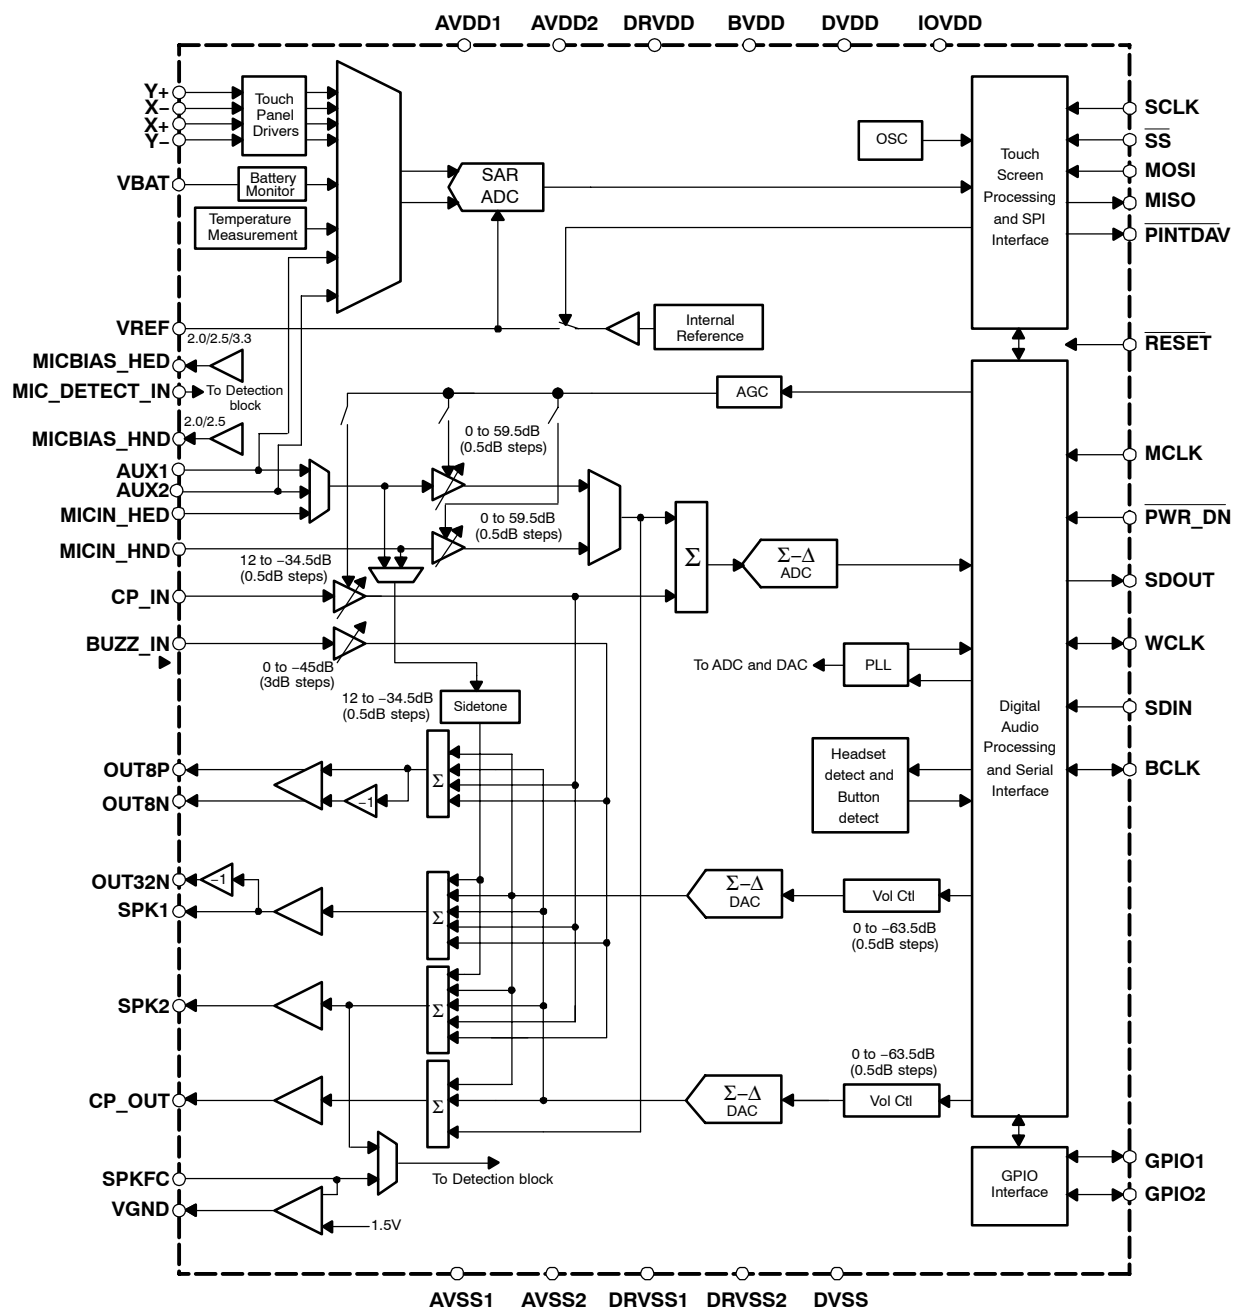 AVDD1 AVDD2 DRVDD BVDD DVDD IOVDD
Y+
X−
X+
Y−
Touch
Panel
Drivers
VBAT
Battery
Monitor
Temperature
Measurement
SAR
ADC
OSC
Touch
Screen
Processing
and SPI
Interface
SCLK
SS
MOSI
MISO
PINTDAV
VREF
Internal
Reference
RESET
2.0/2.5/3.3
MICBIAS_HED
MIC_DETECT_IN
To Detection
block
2.0/2.5
MICBIAS_HND
AGC
0 to 59.5dB
(0.5dB steps)
AUX1
AUX2
MICIN_HED
MICIN_HND
0 to 59.5dB
(0.5dB steps)
12 to −34.5dB
(0.5dB steps)
CP_IN
Σ
Σ−Δ
ADC
MCLK
PWR_DN
SDOUT
BUZZ_IN
0 to −45dB
(3dB steps)
To ADC and DAC
PLL
WCLK
12 to −34.5dB
(0.5dB steps)
Sidetone
SDIN
Digital
Audio
Processing
and Serial
Interface
Headset
detect and
Button
detect
BCLK
OUT8P
OUT8N
−1
Σ
OUT32N
−1
SPK1
Σ
Σ−Δ
DAC
Vol Ctl
0 to −63.5dB
(0.5dB steps)
SPK2
Σ
0 to −63.5dB
(0.5dB steps)
CP_OUT
Σ
Σ−Δ
DAC
Vol Ctl
SPKFC
To Detection block
VGND
1.5V
GPIO
Interface
GPIO1
GPIO2
AVSS1 AVSS2 DRVSS1 DRVSS2 DVSS